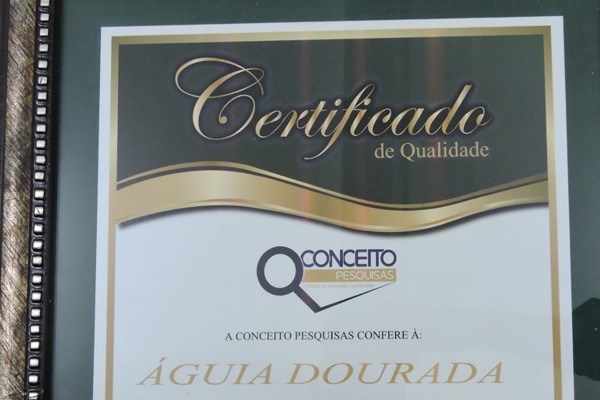 Certificado
de Qualidade
CONCEITO
PESQUISAS
A CONCEITO PESQUISAS CONFERE À:
ÁGUIA DOURADA